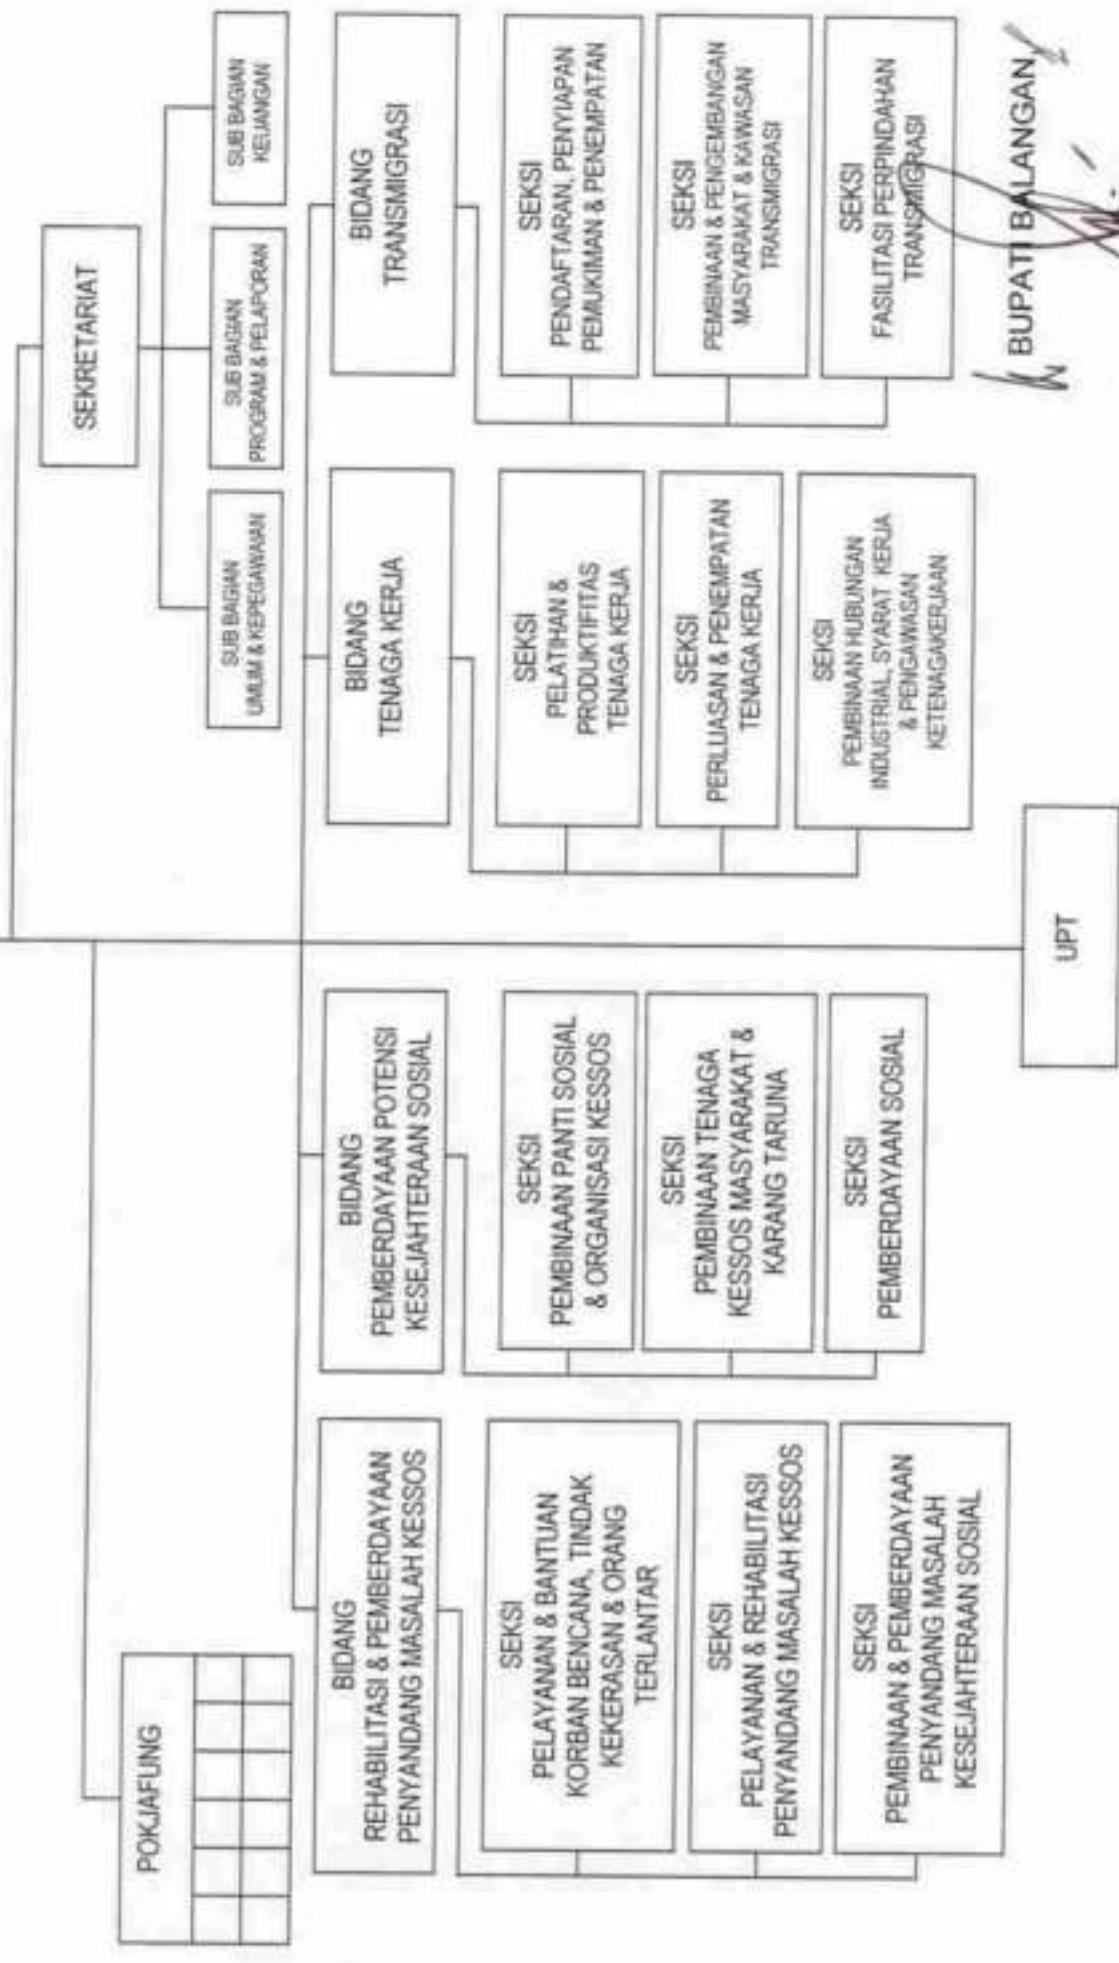 SEKRETARIAT
POKJAFUNG
SUB BAGIAN
UMUM & KEPEGAWAIAN
SUB BAGIAN
PROGRAM & PELAPORAN
SUB BAGIAN
KEUANGAN
BIDANG
REHABILITASI & PEMBERDAYAAN
PENYANDANG MASALAH KESSOS
SEKSI
PELAYANAN & BANTUAN
KORBAN BENCANA, TINDAK
KEKERASAN & ORANG
TERLANTAR
SEKSI
PELAYANAN & REHABILITASI
PENYANDANG MASALAH KESSOS
SEKSI
PEMBINAAN & PEMBERDAYAAN
PENYANDANG MASALAH
KESEJAHTERAAN SOSIAL
BIDANG
PEMBERDAYAAN POTENSI
KESEJAHTERAAN SOSIAL
SEKSI
PEMBINAAN PANTI SOSIAL
& ORGANISASI KESSOS
SEKSI
PEMBINAAN TENAGA
KESSOS MASYARAKAT &
KARANG TARUNA
SEKSI
PEMBERDAYAAN SOSIAL
BIDANG
TENAGA KERJA
SEKSI
PELATIHAN &
PRODUKTIFITAS
TENAGA KERJA
SEKSI
PERLUASAN & PENEMPATAN
TENAGA KERJA
SEKSI
PEMBINAAN HUBUNGAN
INDUSTRIAL, SYARAT KERJA
& PENGAWASAN
KETENAGAKERJAAN
BIDANG
TRANSMIGRASI
SEKSI
PENDAFTARAN, PENYIAPAN
PEMUKIMAN & PENEMPATAN
SEKSI
PEMBINAAN & PENGEMBANGAN
MASYARAKAT & KAWASAN
TRANSMIGRASI
SEKSI
FASILITASI PERPINDAHAN
TRANSMIGRASI
UPT
BUPATI BALANGAN